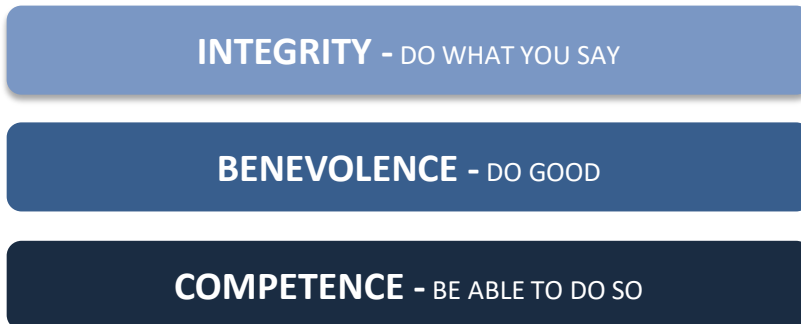 INTEGRITY - DO WHAT YOU SAY
BENEVOLENCE - DO GOOD
COMPETENCE - BE ABLE TO DO SO